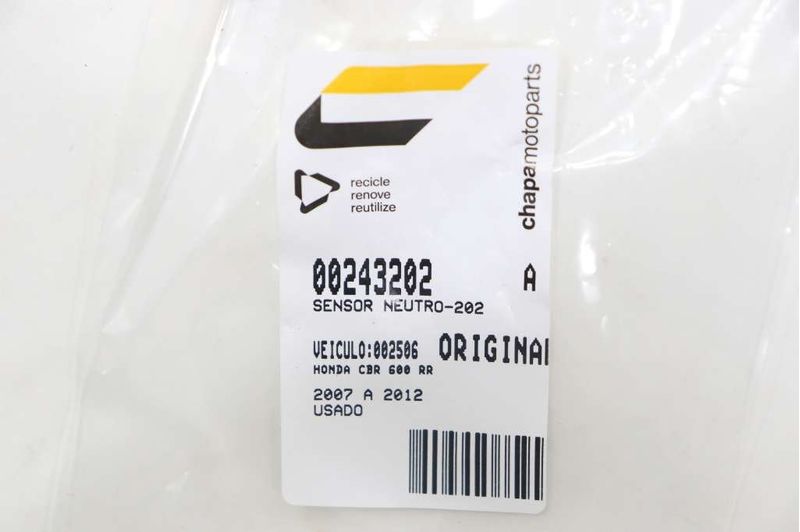 chapamotoparts
recicle
renove
reutilize
00243202 A
SENSOR NEUTRO-202
VEICULO:002506 ORIGINAL
HONDA CBR 600 RR
2007 A 2012
USADO